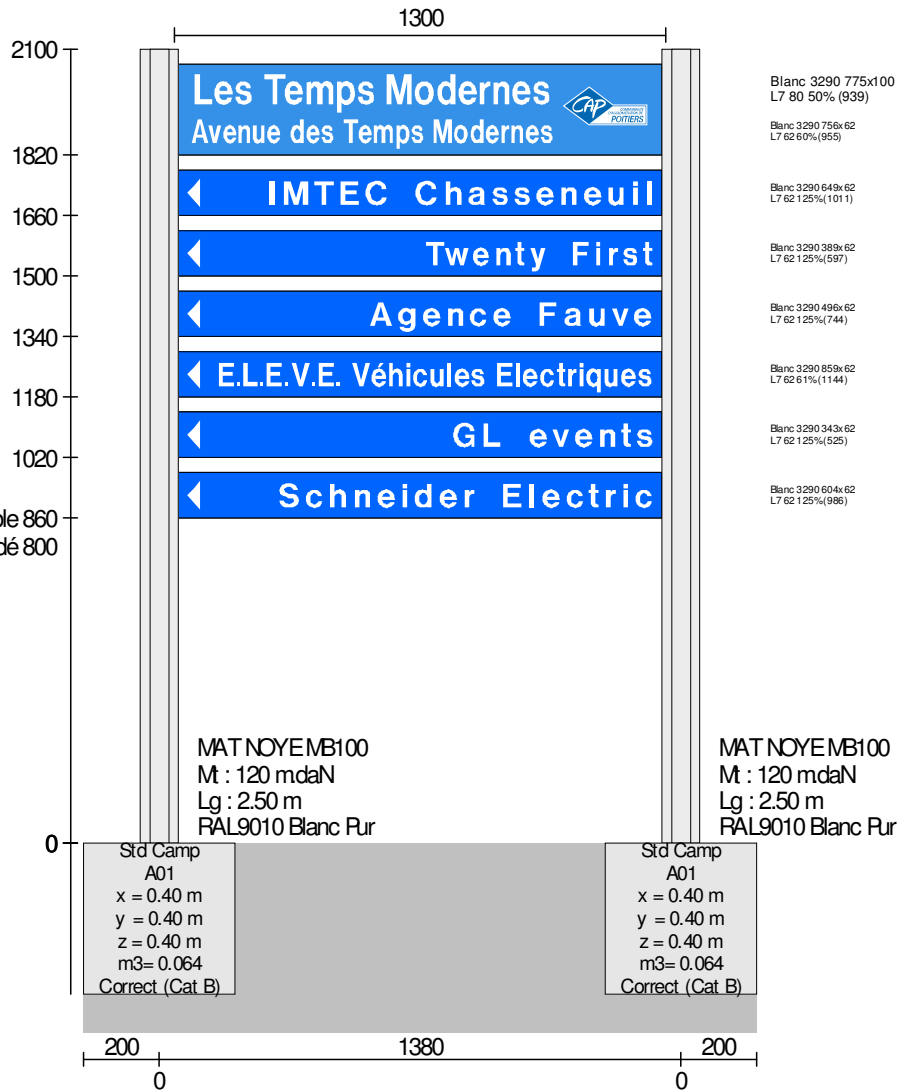 1300
2100
Les Temps Modernes
Avenue des Temps Modernes
CAP
POITIERS
Blanc 3290 775x100
L7 80 50% (939)
Blanc 3290 756x62
L7 62 60% (955)
1820
IMTEC Chasseneuil
Blanc 3290 649x62
L7 62 125% (1011)
1660
Twenty First
Blanc 3290 389x62
L7 62 125% (597)
1500
Agence Fauve
Blanc 3290 496x62
L7 62 125% (744)
1340
E.L.E.V.E. Véhicules Electriques
Blanc 3290 859x62
L7 62 61% (1144)
1180
GL events
Blanc 3290 343x62
L7 62 125% (525)
1020
Schneider Electric
Blanc 3290 604x62
L7 62 125% (986)
ole 860
dé 800
MAT NOYE MB100
Mt : 120 m.daN
Lg : 2.50 m
RAL9010 Blanc Pur
MAT NOYE MB100
Mt : 120 m.daN
Lg : 2.50 m
RAL9010 Blanc Pur
0
Std Camp
A01
x = 0.40 m
y = 0.40 m
z = 0.40 m
m3= 0.064
Correct (Cat B)
Std Camp
A01
x = 0.40 m
y = 0.40 m
z = 0.40 m
m3= 0.064
Correct (Cat B)
200 1380 200
0 0